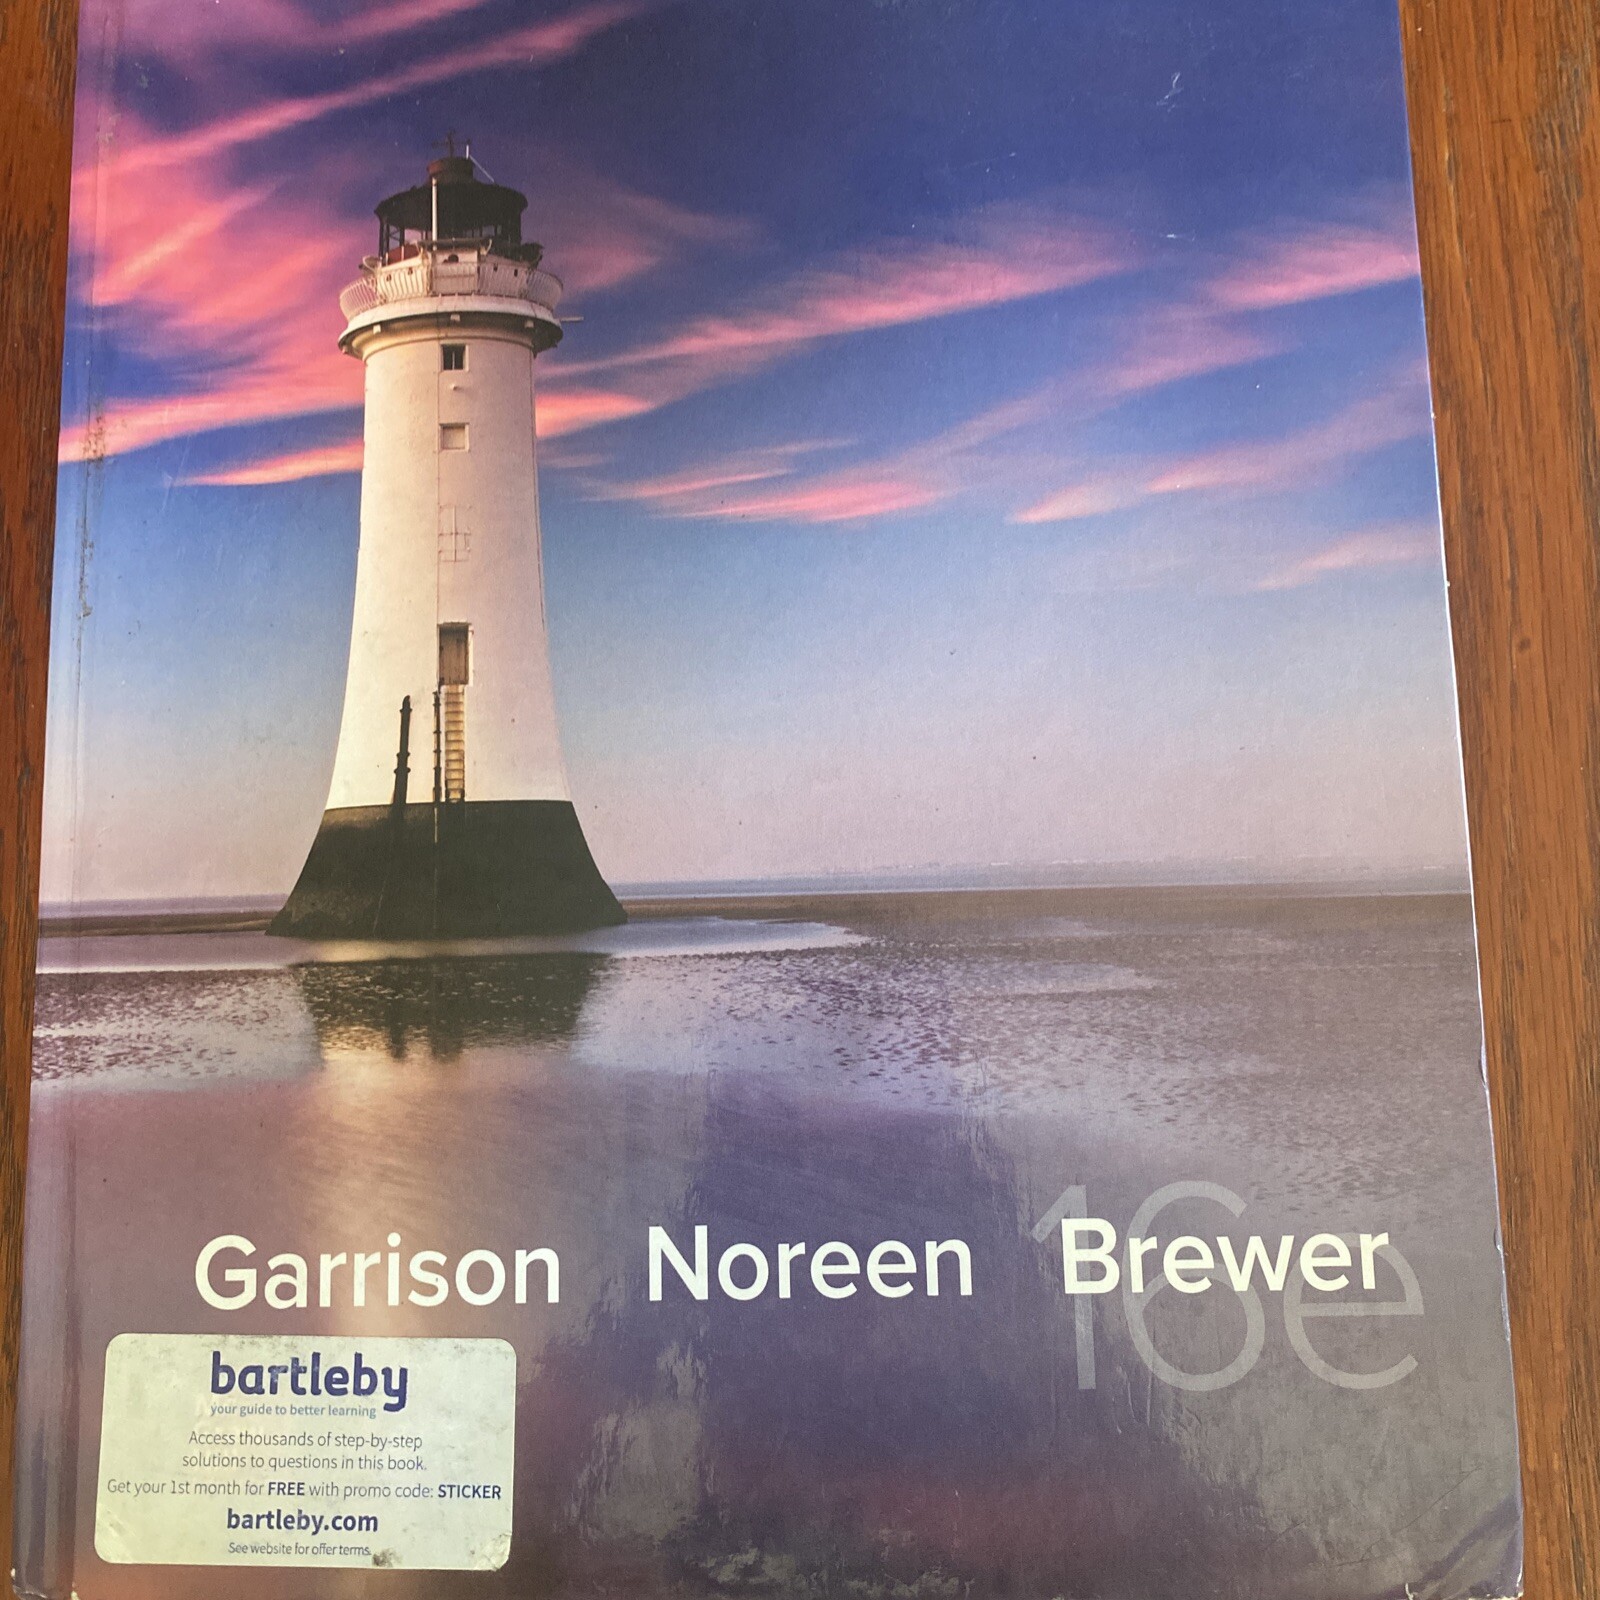 Garrison Noreen Brewer
16e
bartleby
your guide to better learning
Access thousands of step-by-step
solutions to questions in this book.
Get your 1st month for FREE with promo code: STICKER
bartleby.com
See website for offer terms.